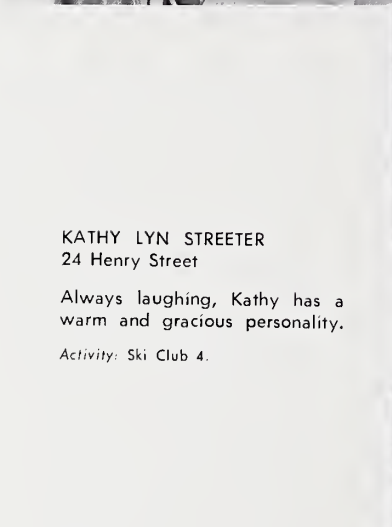 KATHY LYN STREETER
24 Henry Street
Always laughing, Kathy has a
warm and gracious personality.
Activity: Ski Club 4.